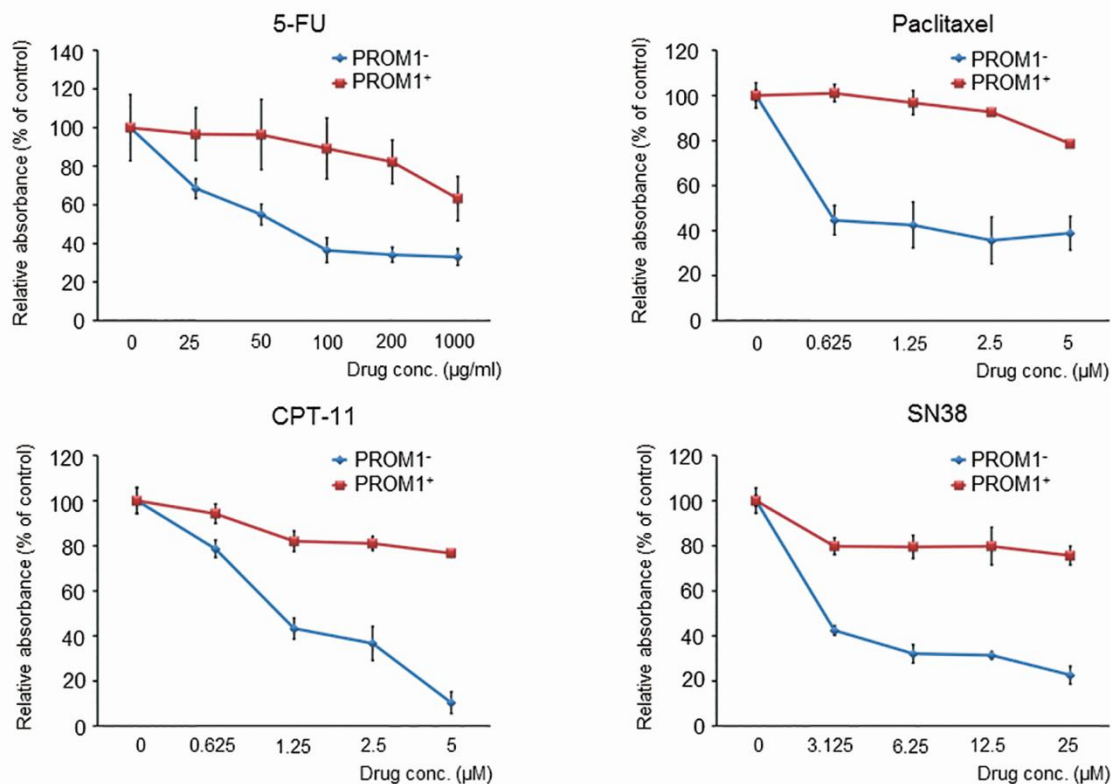 5-FU
Relative absorbance (% of control)
140
120
100
80
60
40
20
0
PROM1⁻
PROM1⁺
0 25 50 100 200 1000
Drug conc. (µg/ml)
Paclitaxel
Relative absorbance (% of control)
120
100
80
60
40
20
0
PROM1⁻
PROM1⁺
0 0.625 1.25 2.5 5
Drug conc. (µM)
CPT-11
Relative absorbance (% of control)
120
100
80
60
40
20
0
PROM1⁻
PROM1⁺
0 0.625 1.25 2.5 5
Drug conc. (µM)
SN38
Relative absorbance (% of control)
120
100
80
60
40
20
0
PROM1⁻
PROM1⁺
0 3.125 6.25 12.5 25
Drug conc. (µM)